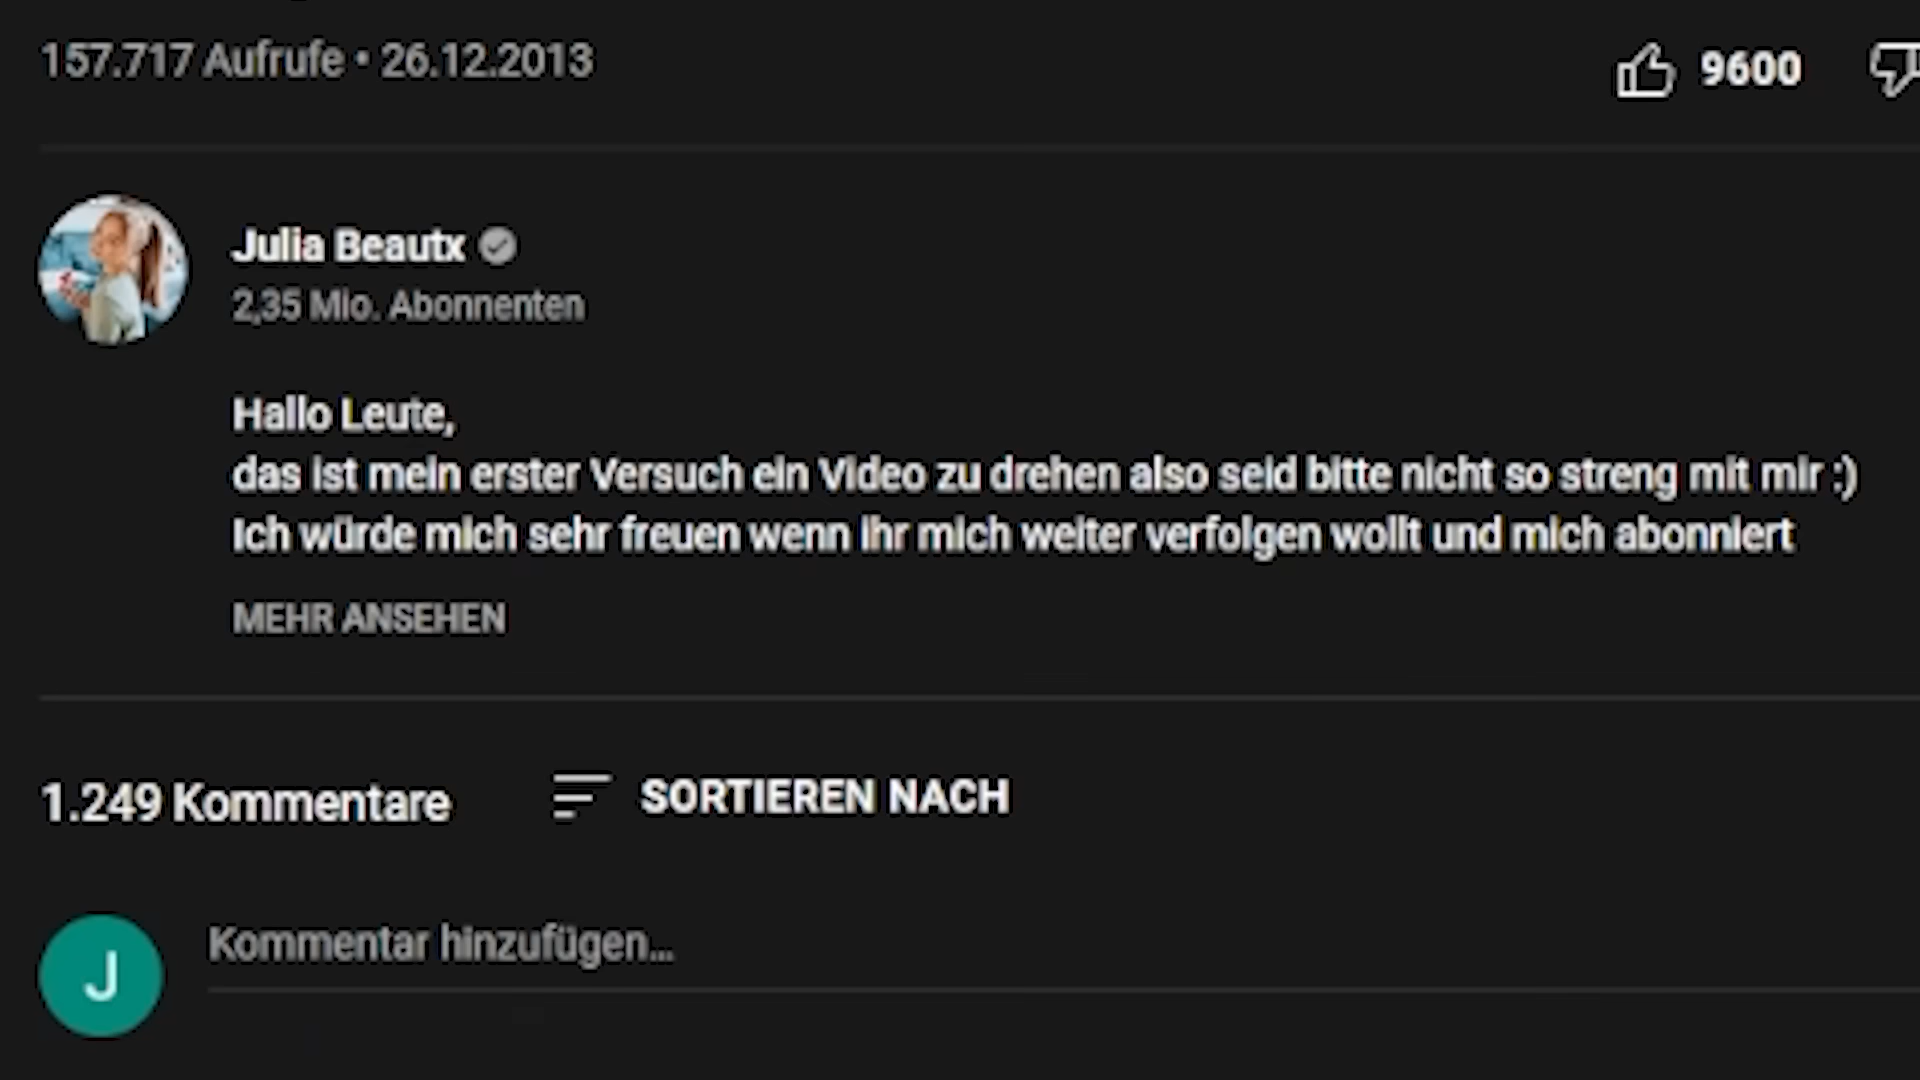 157.717 Aufrufe • 26.12.2013
9600
Julia Beautx
2,35 Mio. Abonnenten
Hallo Leute,
das ist mein erster Versuch ein Video zu drehen also seid bitte nicht so streng mit mir :)
Ich würde mich sehr freuen wenn ihr mich weiter verfolgen wollt und mich abonniert
MEHR ANSEHEN
1.249 Kommentare
SORTIEREN NACH
J
Kommentar hinzufügen...